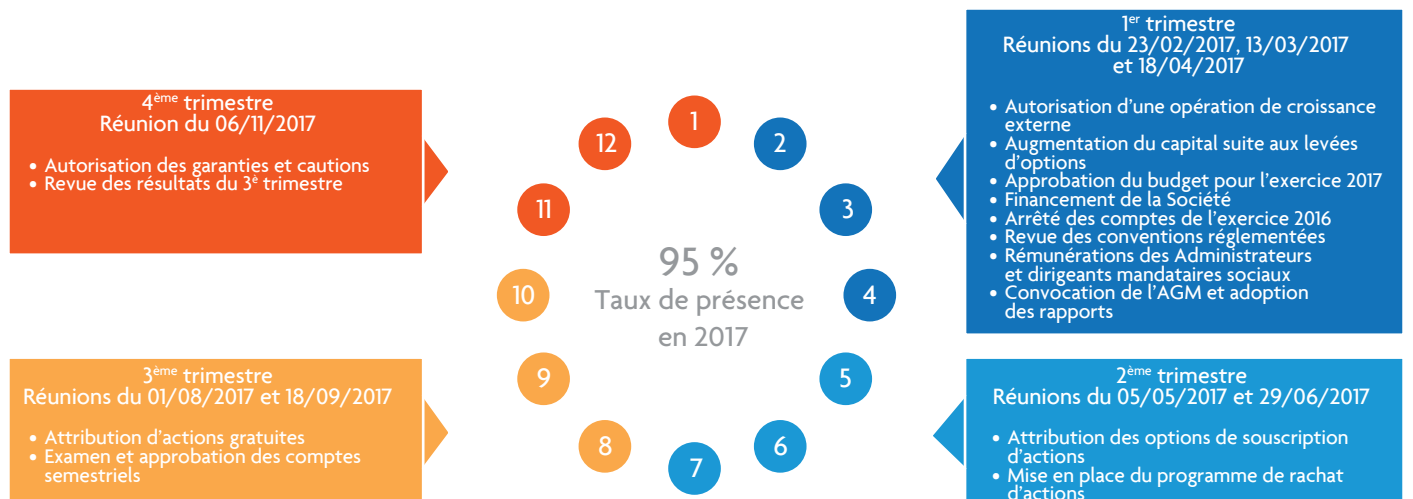 1er trimestre
Réunions du 23/02/2017, 13/03/2017
et 18/04/2017
• Autorisation d'une opération de croissance
externe
• Augmentation du capital suite aux levées
d'options
• Approbation du budget pour l'exercice 2017
• Financement de la Société
• Arrêté des comptes de l'exercice 2016
• Revue des conventions réglementées
• Rémunérations des Administrateurs
et dirigeants mandataires sociaux
• Convocation de l'AGM et adoption
des rapports
4ème trimestre
Réunion du 06/11/2017
• Autorisation des garanties et cautions
• Revue des résultats du 3è trimestre
1
2
3
4
5
6
7
8
9
10
11
12
95 %
Taux de présence
en 2017
3ème trimestre
Réunions du 01/08/2017 et 18/09/2017
• Attribution d'actions gratuites
• Examen et approbation des comptes
semestriels
2ème trimestre
Réunions du 05/05/2017 et 29/06/2017
• Attribution des options de souscription
d'actions
• Mise en place du programme de rachat
d'actions